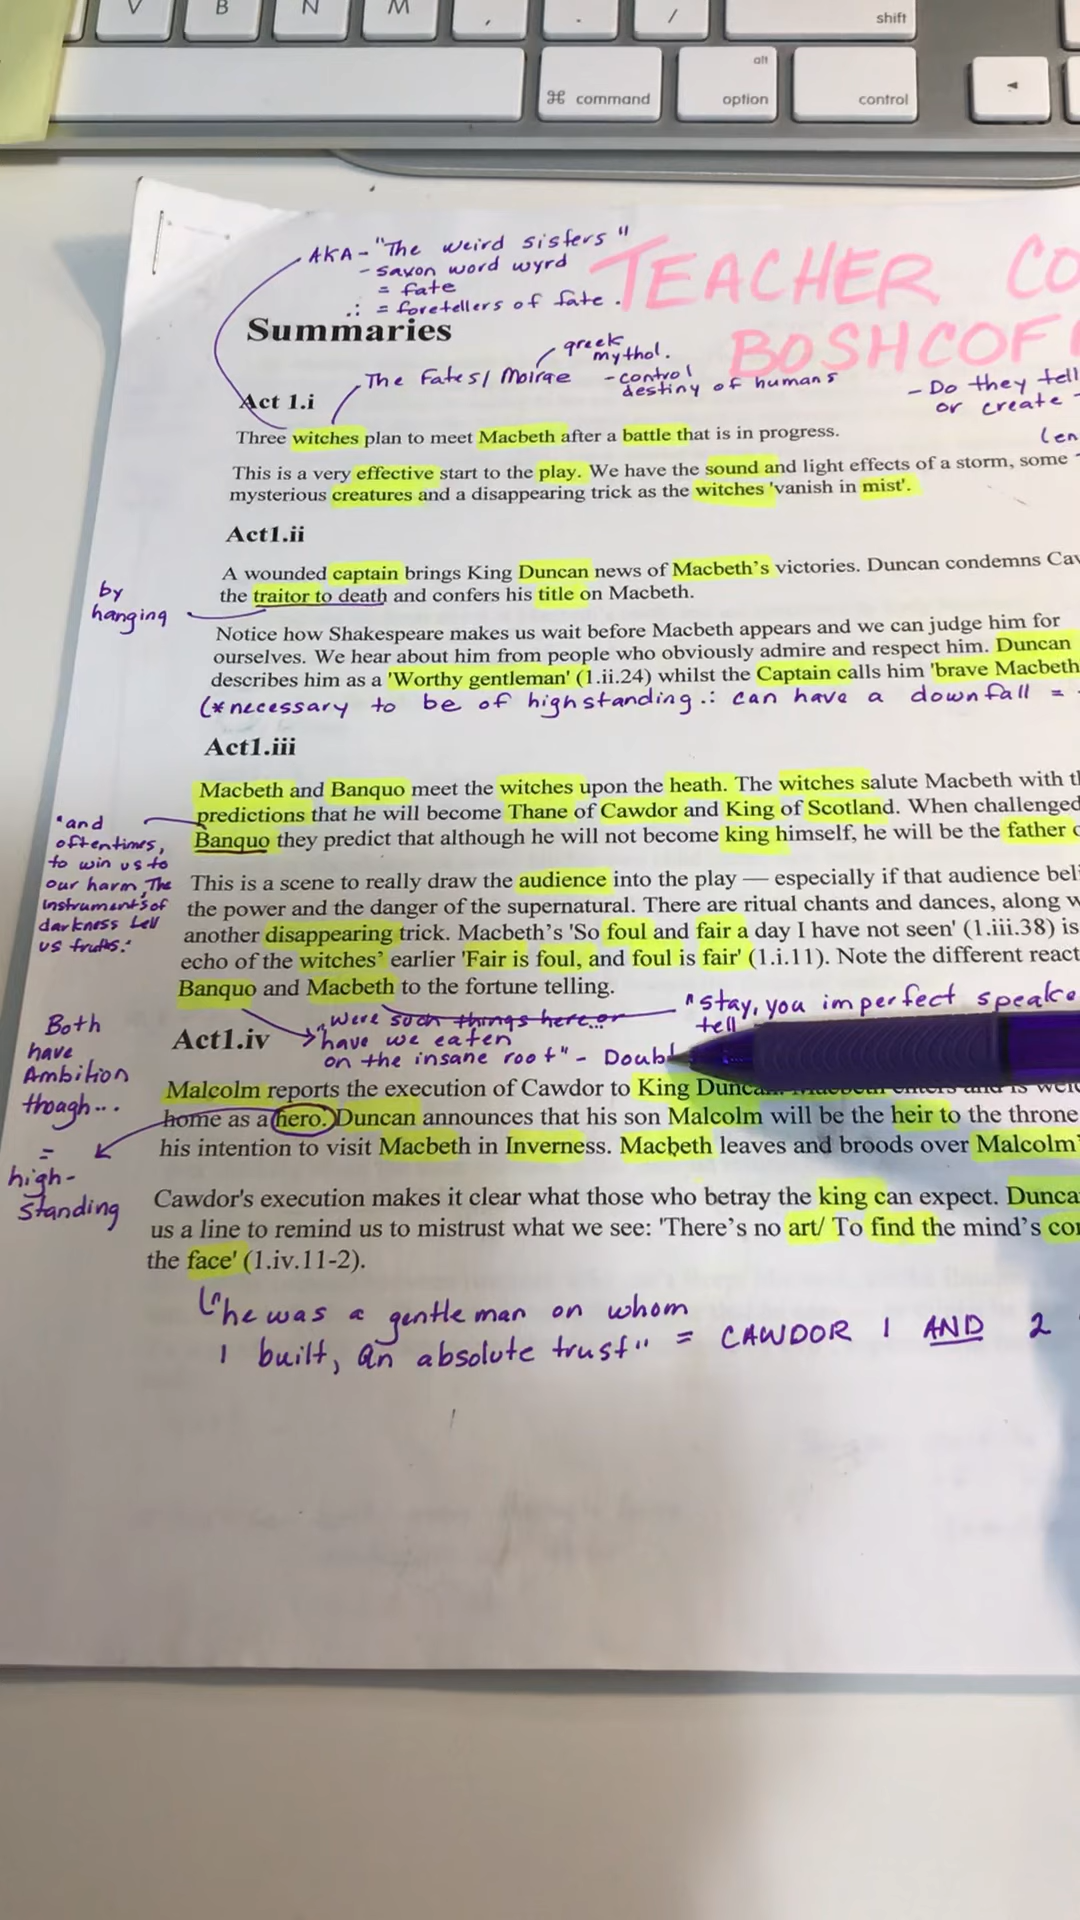 V B N M , . / shift
⌘ command alt option control ◄
AKA - "The weird sisters"
- saxon word wyrd
= fate
∴ = foretellers of fate.
TEACHER CO
BOSHCOF
Summaries
greek
mythol.
The Fates/ Moirae - control
destiny of humans
- Do they tell
or create
Act 1.i
Three witches plan to meet Macbeth after a battle that is in progress.
This is a very effective start to the play. We have the sound and light effects of a storm, some
mysterious creatures and a disappearing trick as the witches 'vanish in mist'.
Act1.ii
A wounded captain brings King Duncan news of Macbeth's victories. Duncan condemns Ca
the traitor to death and confers his title on Macbeth.
by
hanging
Notice how Shakespeare makes us wait before Macbeth appears and we can judge him for
ourselves. We hear about him from people who obviously admire and respect him. Duncan
describes him as a 'Worthy gentleman' (1.ii.24) whilst the Captain calls him 'brave Macbeth
(*necessary to be of highstanding ∴ can have a downfall =
Act1.iii
Macbeth and Banquo meet the witches upon the heath. The witches salute Macbeth with t
predictions that he will become Thane of Cawdor and King of Scotland. When challenged
Banquo they predict that although he will not become king himself, he will be the father
"and
oftentimes,
to win us to
our harm, The
instruments of
darkness tell
us truths."
This is a scene to really draw the audience into the play — especially if that audience bel
the power and the danger of the supernatural. There are ritual chants and dances, along
another disappearing trick. Macbeth's 'So foul and fair a day I have not seen' (1.iii.38) is
echo of the witches' earlier 'Fair is foul, and foul is fair' (1.i.11). Note the different react
Banquo and Macbeth to the fortune telling.
"stay, you imperfect speake
tell
"Were such things here... or
have we eaten
on the insane root" - Doub
Both
have
Ambition
though...
=
high-
standing
Act1.iv
Malcolm reports the execution of Cawdor to King Dunca Macbeth enters and is wel
home as a hero. Duncan announces that his son Malcolm will be the heir to the throne
his intention to visit Macbeth in Inverness. Macbeth leaves and broods over Malcolm'
Cawdor's execution makes it clear what those who betray the king can expect. Dunca
us a line to remind us to mistrust what we see: 'There's no art/ To find the mind's co
the face' (1.iv.11-2).
"he was a gentleman on whom
I built, an absolute trust" = CAWDOR 1 AND 2